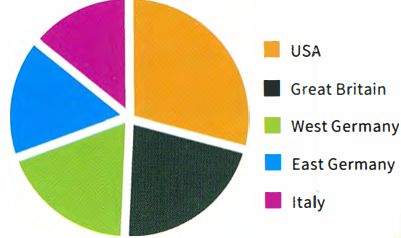 USA
Great Britain
West Germany
East Germany
Italy